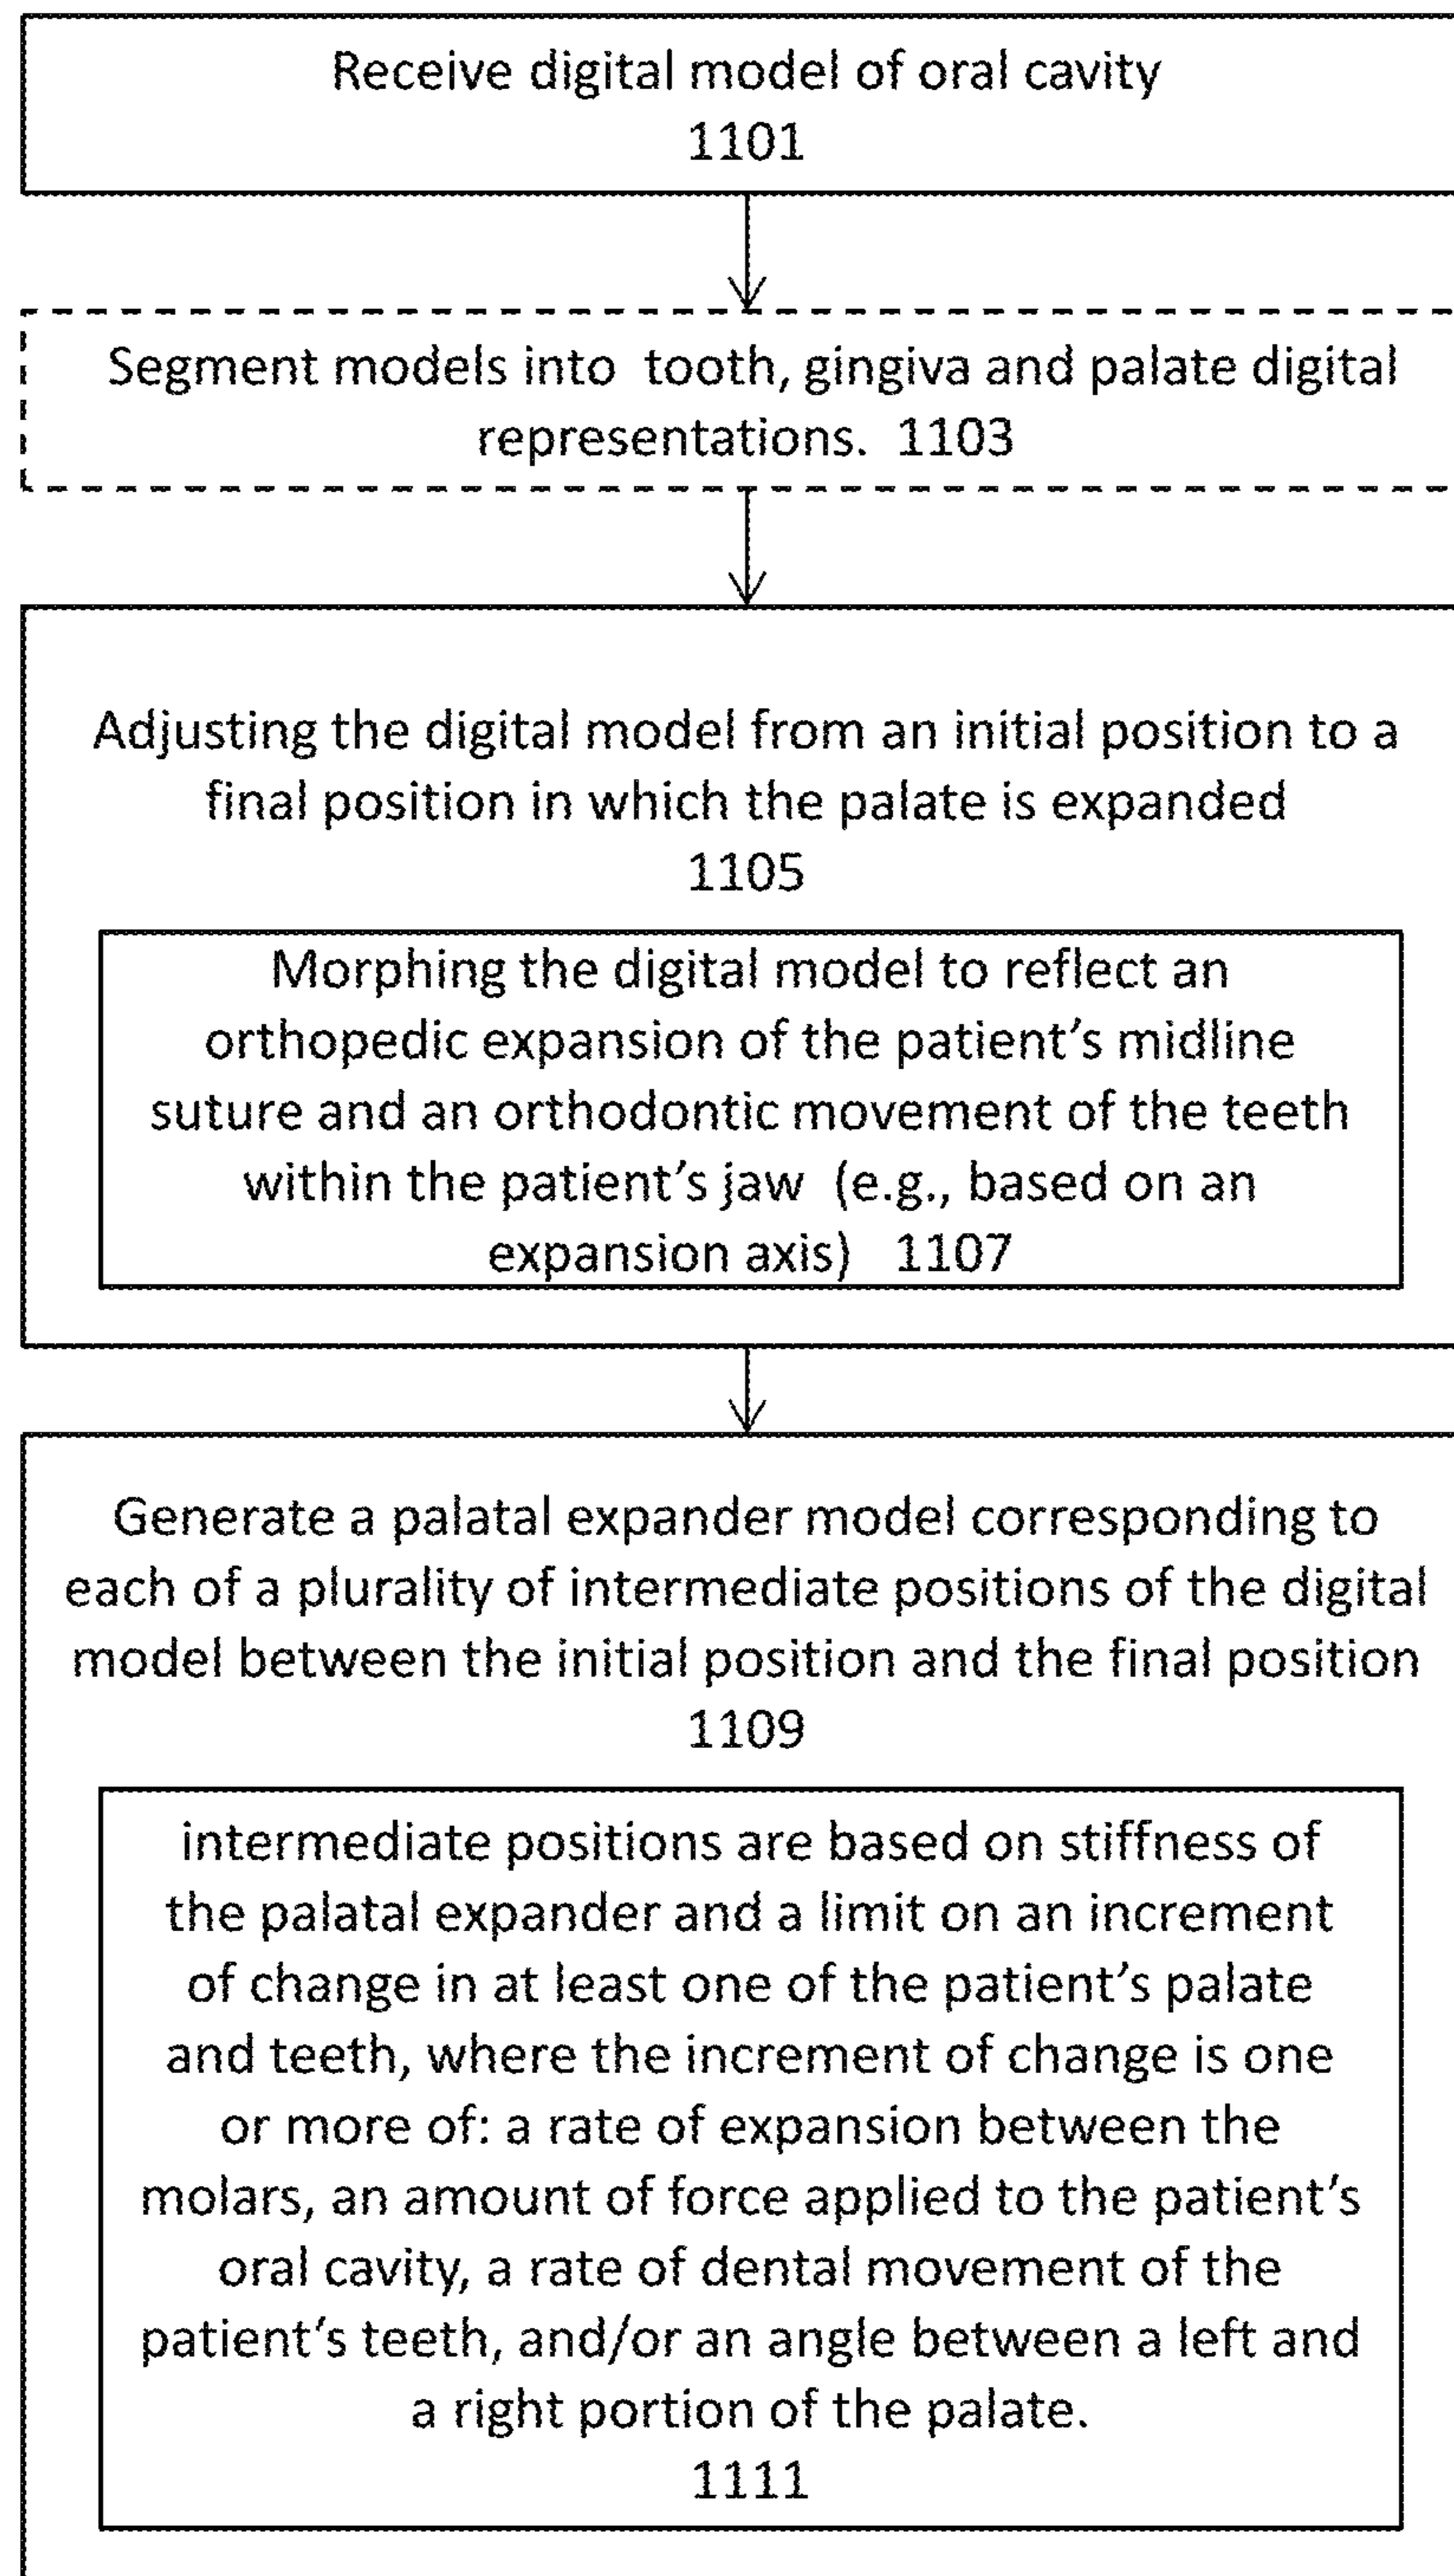 Receive digital model of oral cavity
1101
Segment models into tooth, gingiva and palate digital
representations. 1103
Adjusting the digital model from an initial position to a
final position in which the palate is expanded
1105
Morphing the digital model to reflect an
orthopedic expansion of the patient's midline
suture and an orthodontic movement of the teeth
within the patient's jaw (e.g., based on an
expansion axis) 1107
Generate a palatal expander model corresponding to
each of a plurality of intermediate positions of the digital
model between the initial position and the final position
1109
intermediate positions are based on stiffness of
the palatal expander and a limit on an increment
of change in at least one of the patient's palate
and teeth, where the increment of change is one
or more of: a rate of expansion between the
molars, an amount of force applied to the patient's
oral cavity, a rate of dental movement of the
patient's teeth, and/or an angle between a left and
a right portion of the palate.
1111